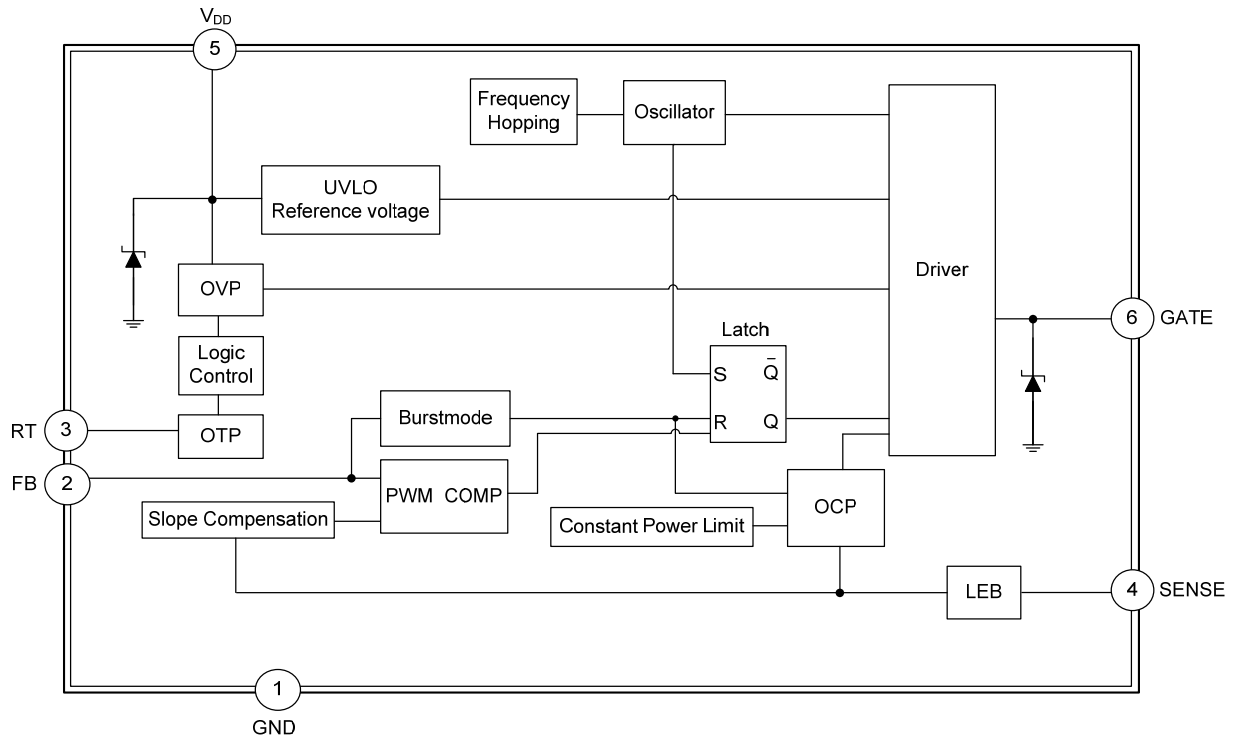 V_DD
5
Frequency
Hopping
Oscillator
UVLO
Reference voltage
Driver
OVP
6
GATE
Latch
Logic
Control
S
Q̅
Burstmode
R
Q
RT
3
OTP
FB
2
PWM COMP
OCP
Slope Compensation
Constant Power Limit
LEB
4
SENSE
1
GND